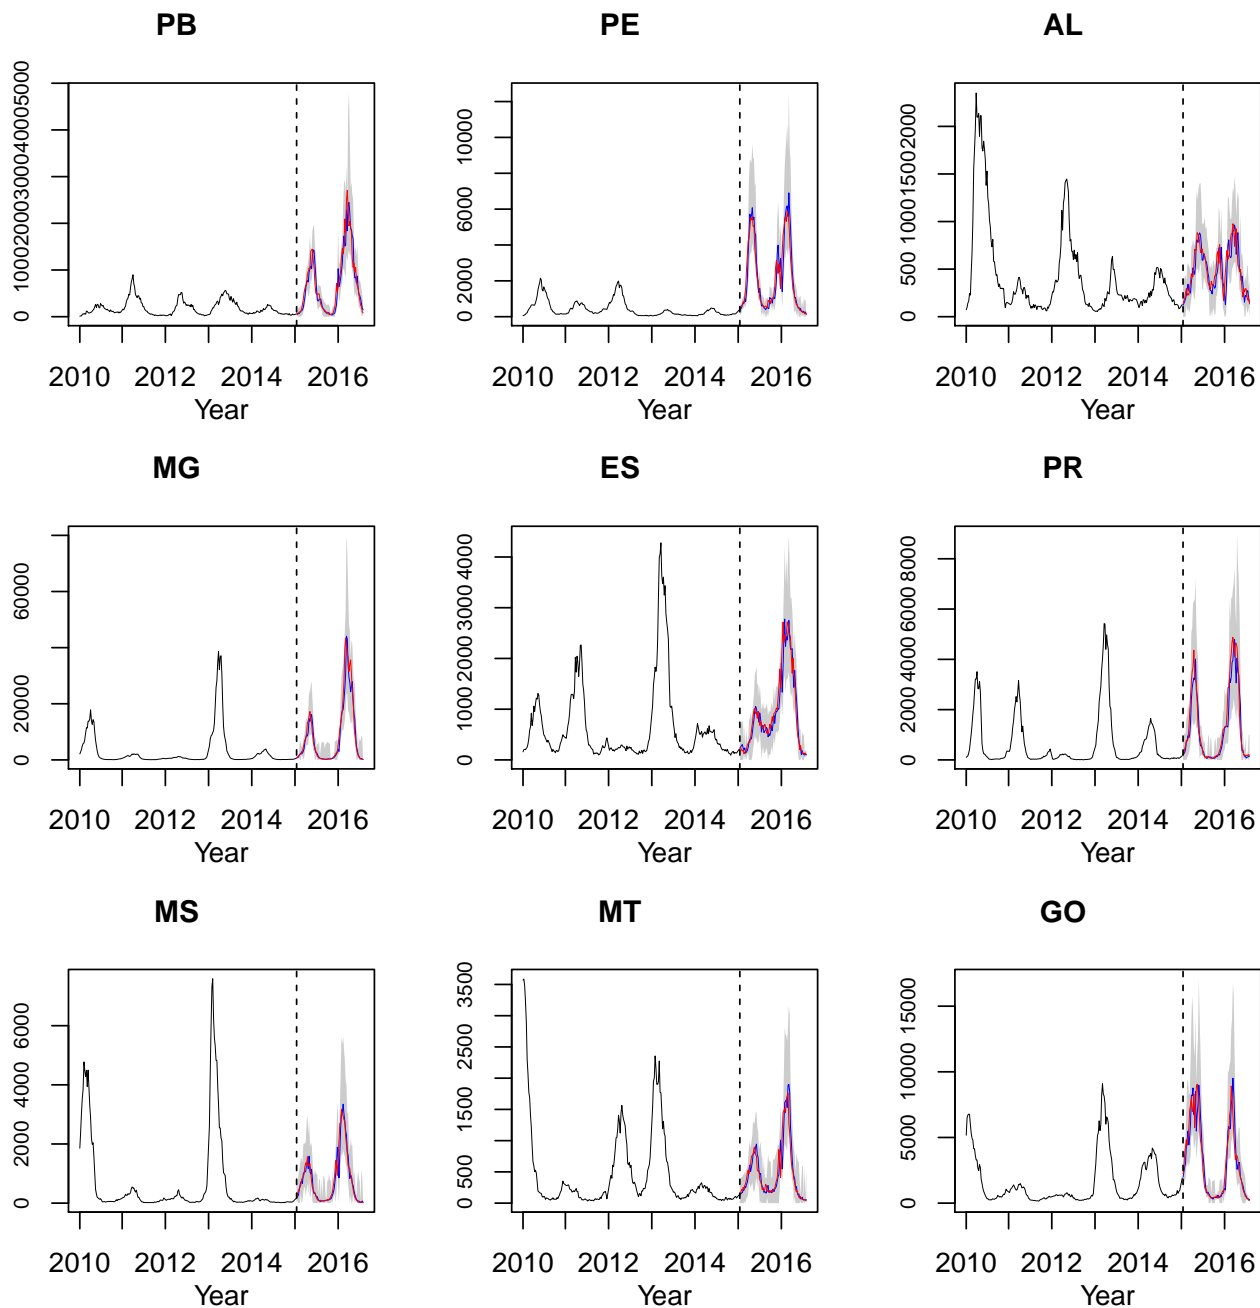 PB PE AL
0 1000 2000 3000 4000 5000
2010 2012 2014 2016
Year
0 2000 6000 10000
2010 2012 2014 2016
Year
0 500 1000 1500 2000
2010 2012 2014 2016
Year
MG ES PR
0 20000 60000
2010 2012 2014 2016
Year
0 1000 2000 3000 4000
2010 2012 2014 2016
Year
0 2000 4000 6000 8000
2010 2012 2014 2016
Year
MS MT GO
0 2000 4000 6000
2010 2012 2014 2016
Year
0 500 1500 2500 3500
2010 2012 2014 2016
Year
0 5000 10000 15000
2010 2012 2014 2016
Year